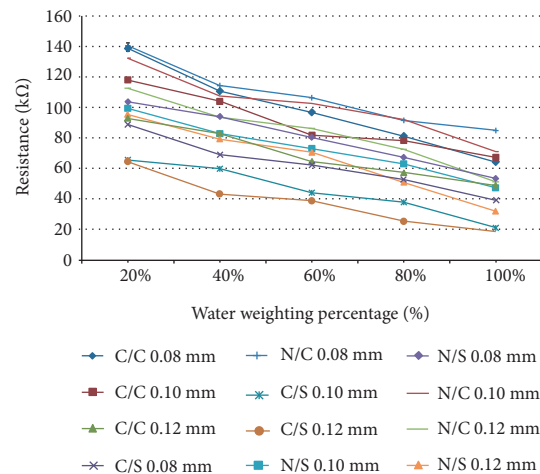 160
140
120
100
80
60
40
20
0
Resistance (kΩ)
20% 40% 60% 80% 100%
Water weighting percentage (%)
C/C 0.08 mm N/C 0.08 mm N/S 0.08 mm
C/C 0.10 mm C/S 0.10 mm N/C 0.10 mm
C/C 0.12 mm C/S 0.12 mm N/C 0.12 mm
C/S 0.08 mm N/S 0.10 mm N/S 0.12 mm